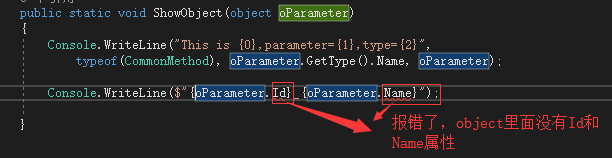 public static void ShowObject(object oParameter)
{
Console.WriteLine("This is {0},parameter={1},type={2}",
typeof(CommonMethod), oParameter.GetType().Name, oParameter);
Console.WriteLine($"{oParameter.Id}_{oParameter.Name}");
报错了，object里面没有Id和
Name属性
}